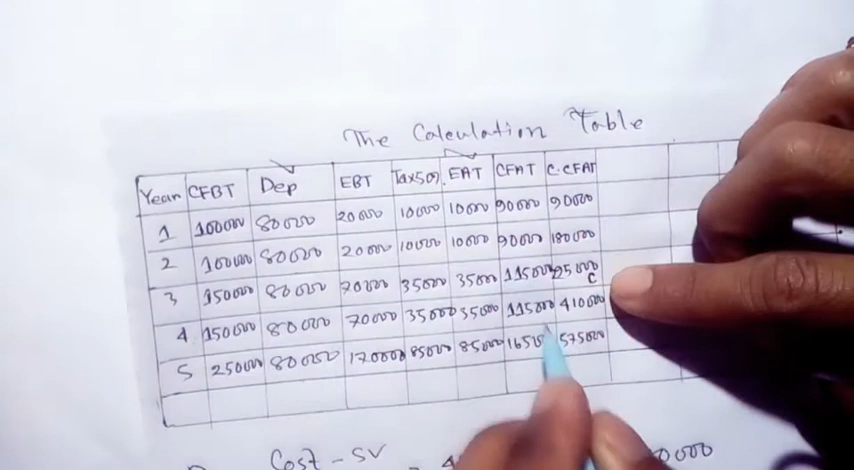 The Calculation Table
Year CFBT Dep EBT Tax50% EAT CFAT C.CFAT
1 100000 80000 20000 10000 10000 90000 90000
2 100000 80000 20000 10000 10000 90000 180000
3 150000 80000 70000 35000 35000 115000
C
4 150000 80000 70000 35000 35000 115000 410000
5 250000 80000 170000 85000 85000 575000
Cost - SV